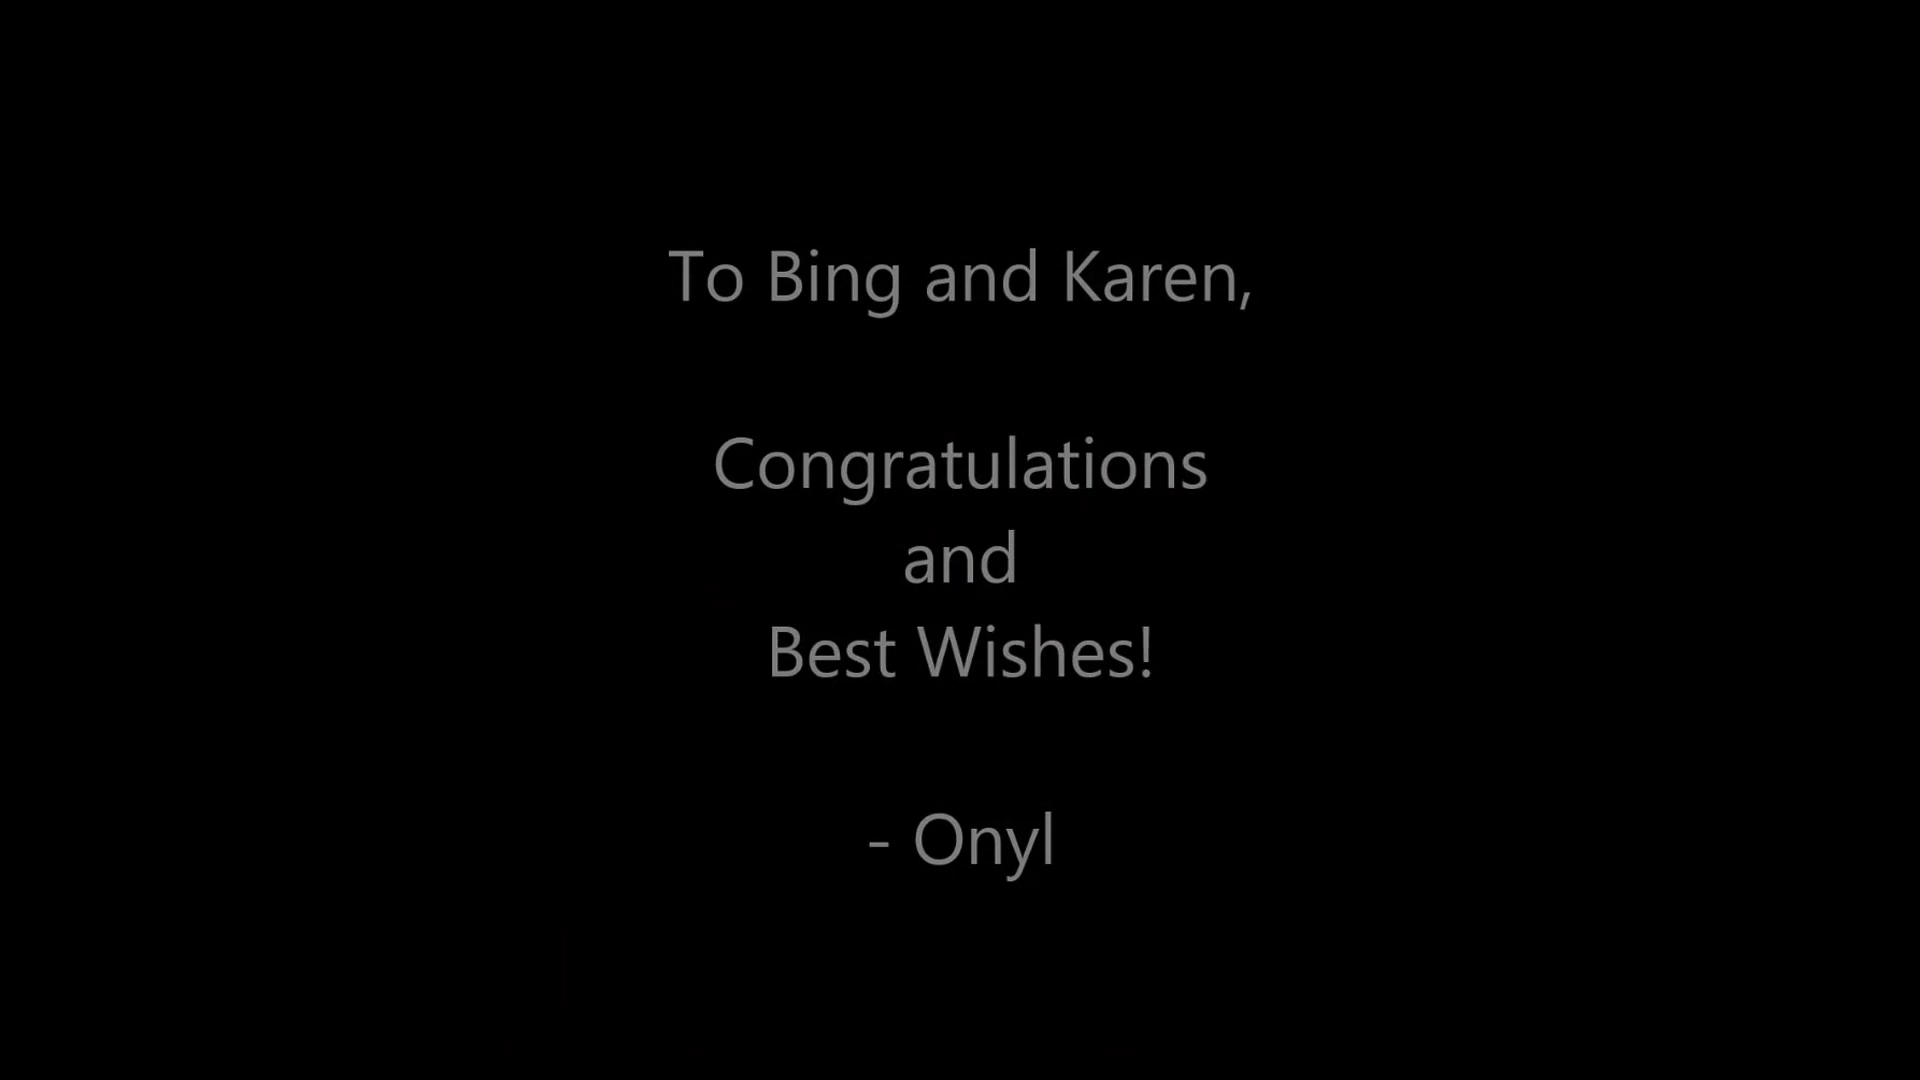 To Bing and Karen,
Congratulations
and
Best Wishes!
- Onyl